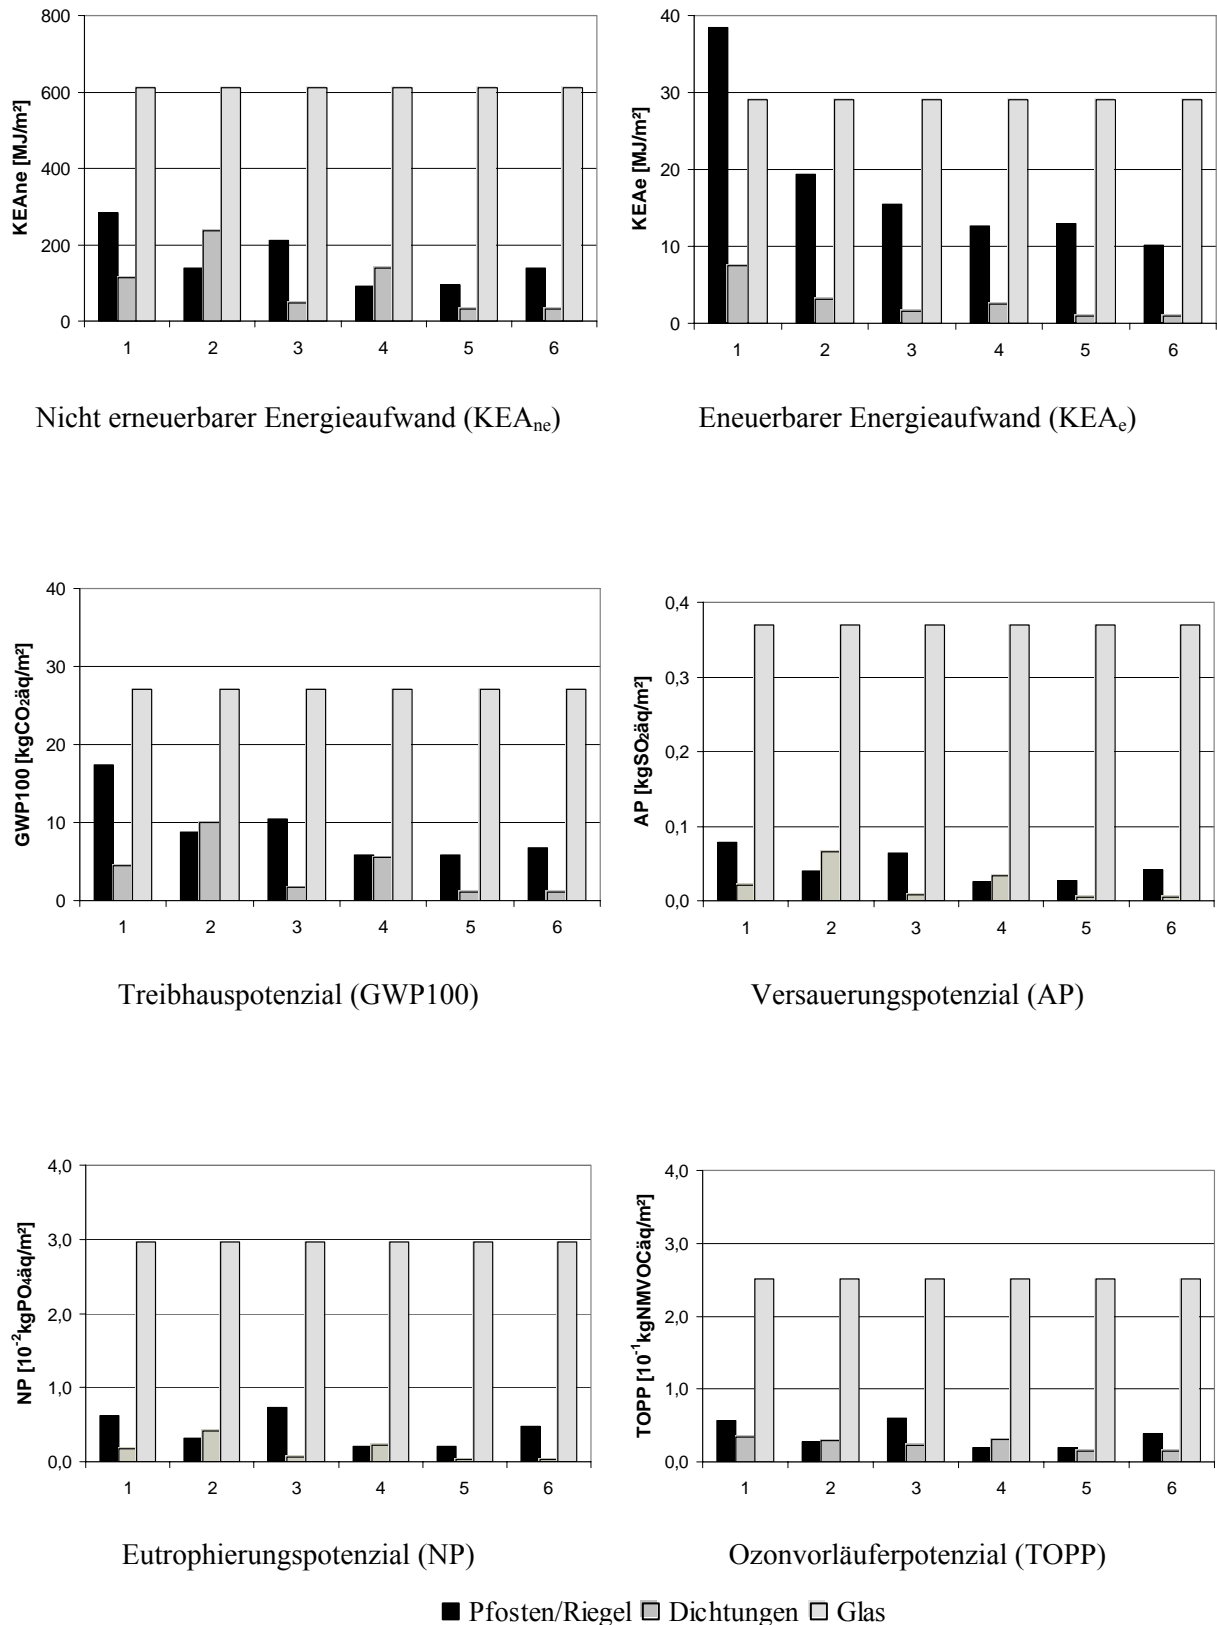 800
600
400
200
0
KEAne [MJ/m²]
1 2 3 4 5 6
Nicht erneuerbarer Energieaufwand (KEAne)
40
30
20
10
0
KEAe [MJ/m²]
1 2 3 4 5 6
Eneuerbarer Energieaufwand (KEAe)
40
30
20
10
0
GWP100 [kgCO2äq/m²]
1 2 3 4 5 6
Treibhauspotenzial (GWP100)
0,4
0,3
0,2
0,1
0,0
AP [kgSO2äq/m²]
1 2 3 4 5 6
Versauerungspotenzial (AP)
4,0
3,0
2,0
1,0
0,0
NP [10⁻²kgPO4äq/m²]
1 2 3 4 5 6
Eutrophierungspotenzial (NP)
4,0
3,0
2,0
1,0
0,0
TOPP [10⁻¹kgNMVOCäq/m²]
1 2 3 4 5 6
Ozonvorläuferpotenzial (TOPP)
Pfosten/Riegel Dichtungen Glas